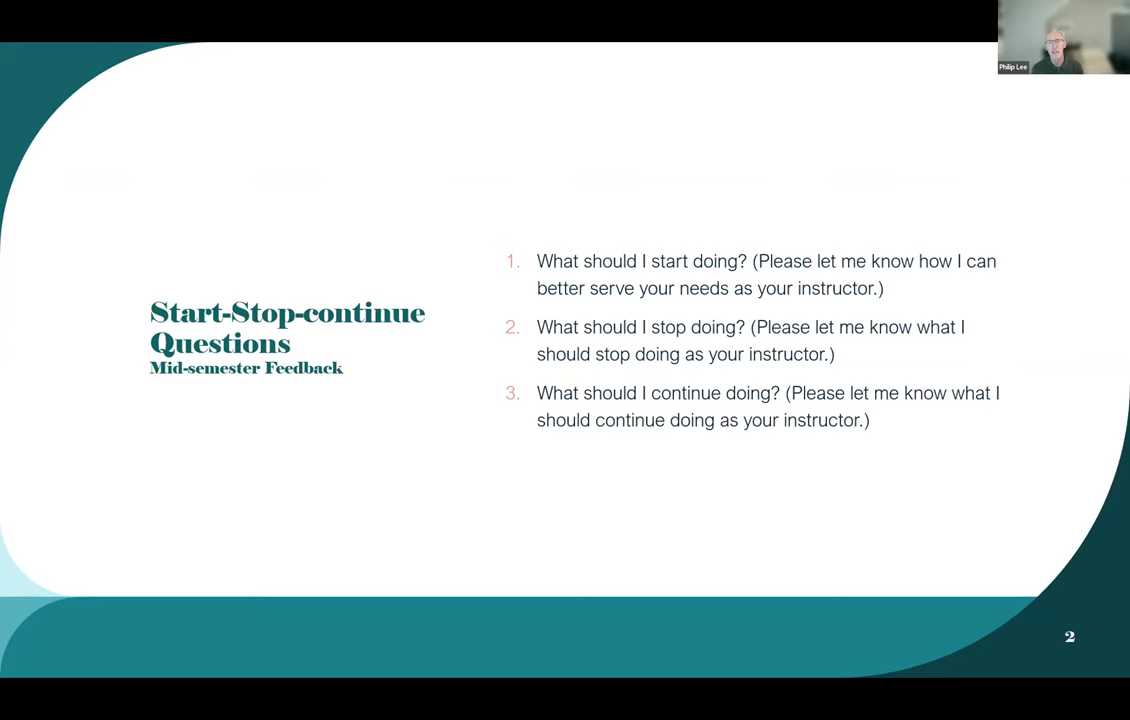 Philip Lee
Start-Stop-continue
Questions
Mid-semester Feedback
1. What should I start doing? (Please let me know how I can
better serve your needs as your instructor.)
2. What should I stop doing? (Please let me know what I
should stop doing as your instructor.)
3. What should I continue doing? (Please let me know what I
should continue doing as your instructor.)
2